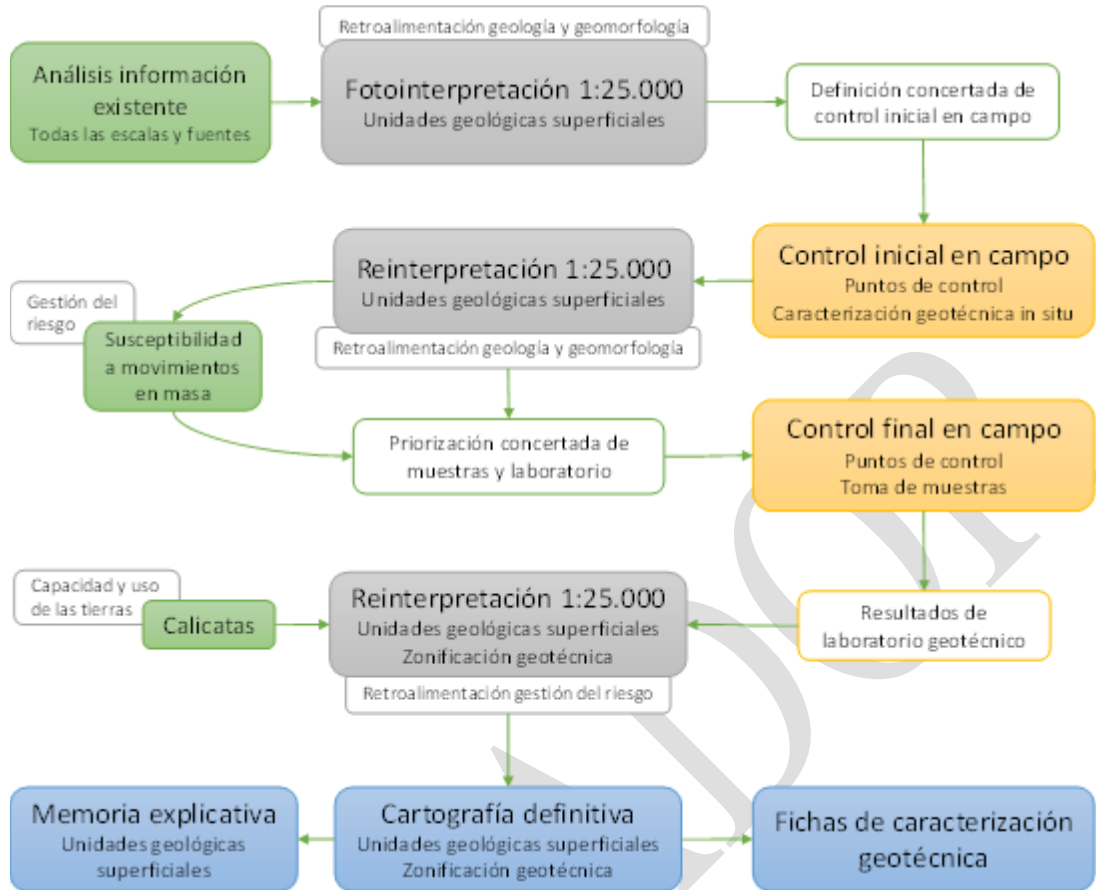 Retroalimentación geología y geomorfología
Análisis información
existente
Todas las escalas y fuentes
Fotointerpretación 1:25.000
Unidades geológicas superficiales
Definición concertada de
control inicial en campo
Control inicial en campo
Puntos de control
Caracterización geotécnica in situ
Reinterpretación 1:25.000
Unidades geológicas superficiales
Retroalimentación geología y geomorfología
Gestión del
riesgo
Susceptibilidad
a movimientos
en masa
Priorización concertada de
muestras y laboratorio
Control final en campo
Puntos de control
Toma de muestras
Capacidad y uso
de las tierras
Calicatas
Reinterpretación 1:25.000
Unidades geológicas superficiales
Zonificación geotécnica
Retroalimentación gestión del riesgo
Resultados de
laboratorio geotécnico
Memoria explicativa
Unidades geológicas
superficiales
Cartografía definitiva
Unidades geológicas superficiales
Zonificación geotécnica
Fichas de caracterización
geotécnica